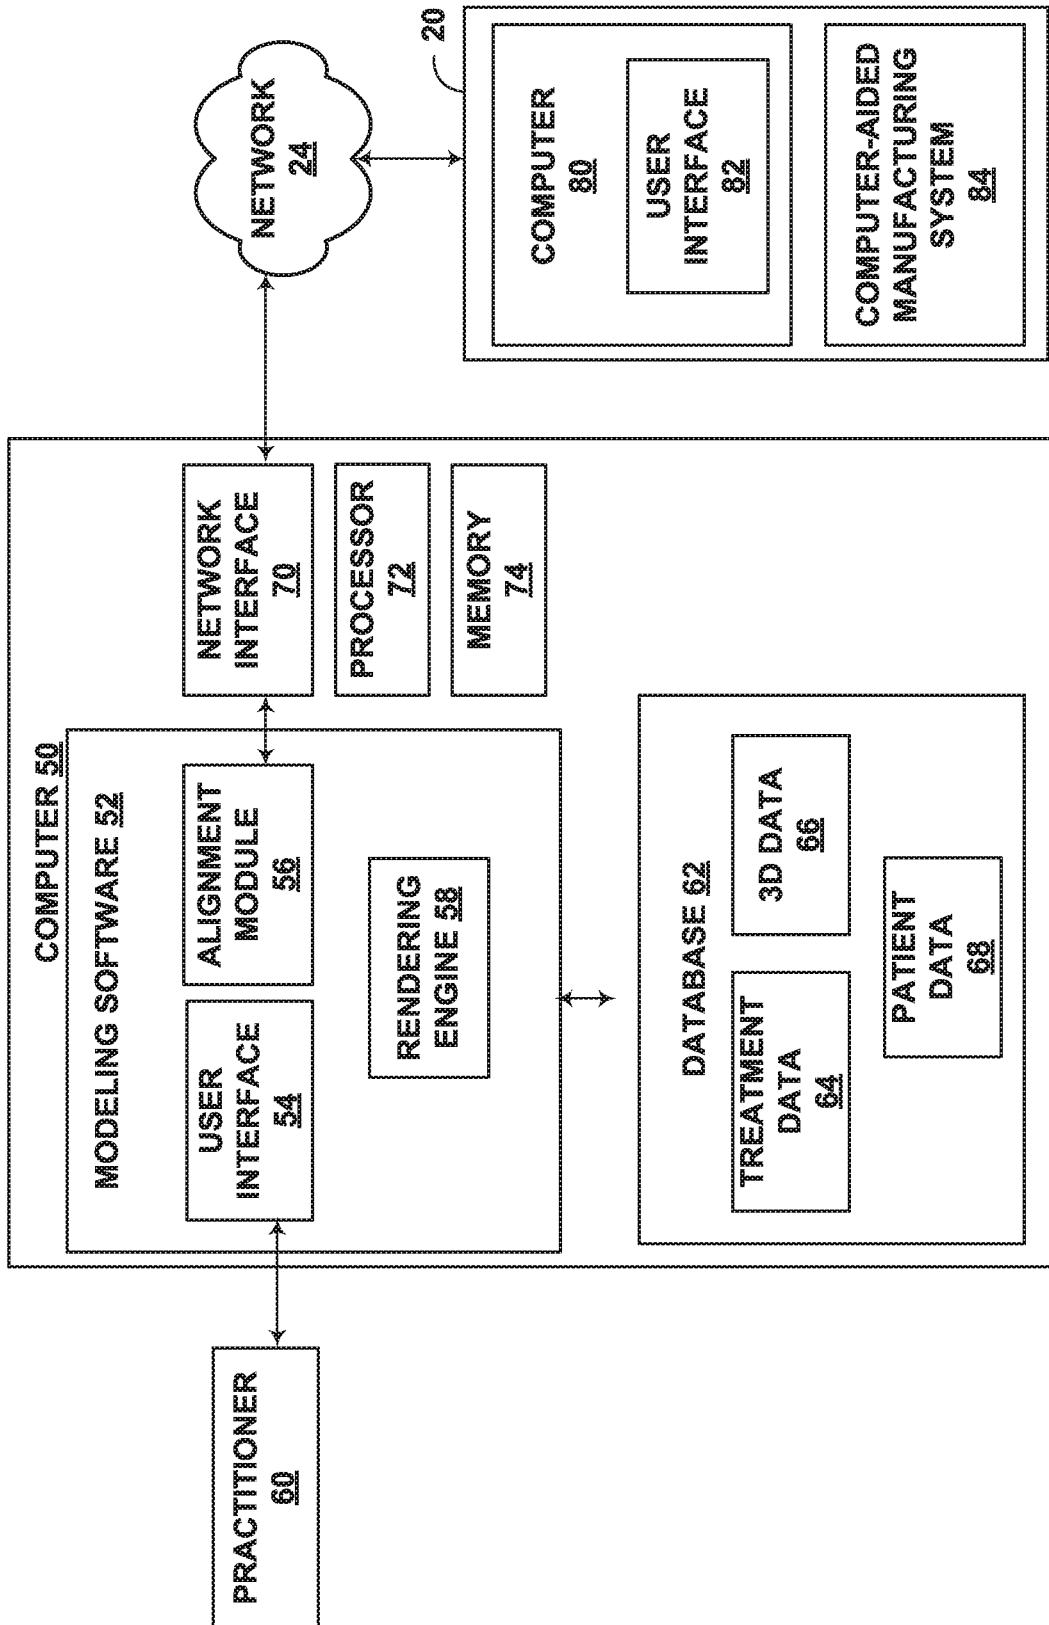 COMPUTER 50
MODELING SOFTWARE 52
USER
INTERFACE
54
ALIGNMENT
MODULE
56
RENDERING
ENGINE 58
PRACTITIONER
60
DATABASE 62
TREATMENT
DATA
64
3D DATA
66
PATIENT
DATA
68
NETWORK
INTERFACE
70
PROCESSOR
72
MEMORY
74
NETWORK
24
20
COMPUTER
80
USER
INTERFACE
82
COMPUTER-AIDED
MANUFACTURING
SYSTEM
84